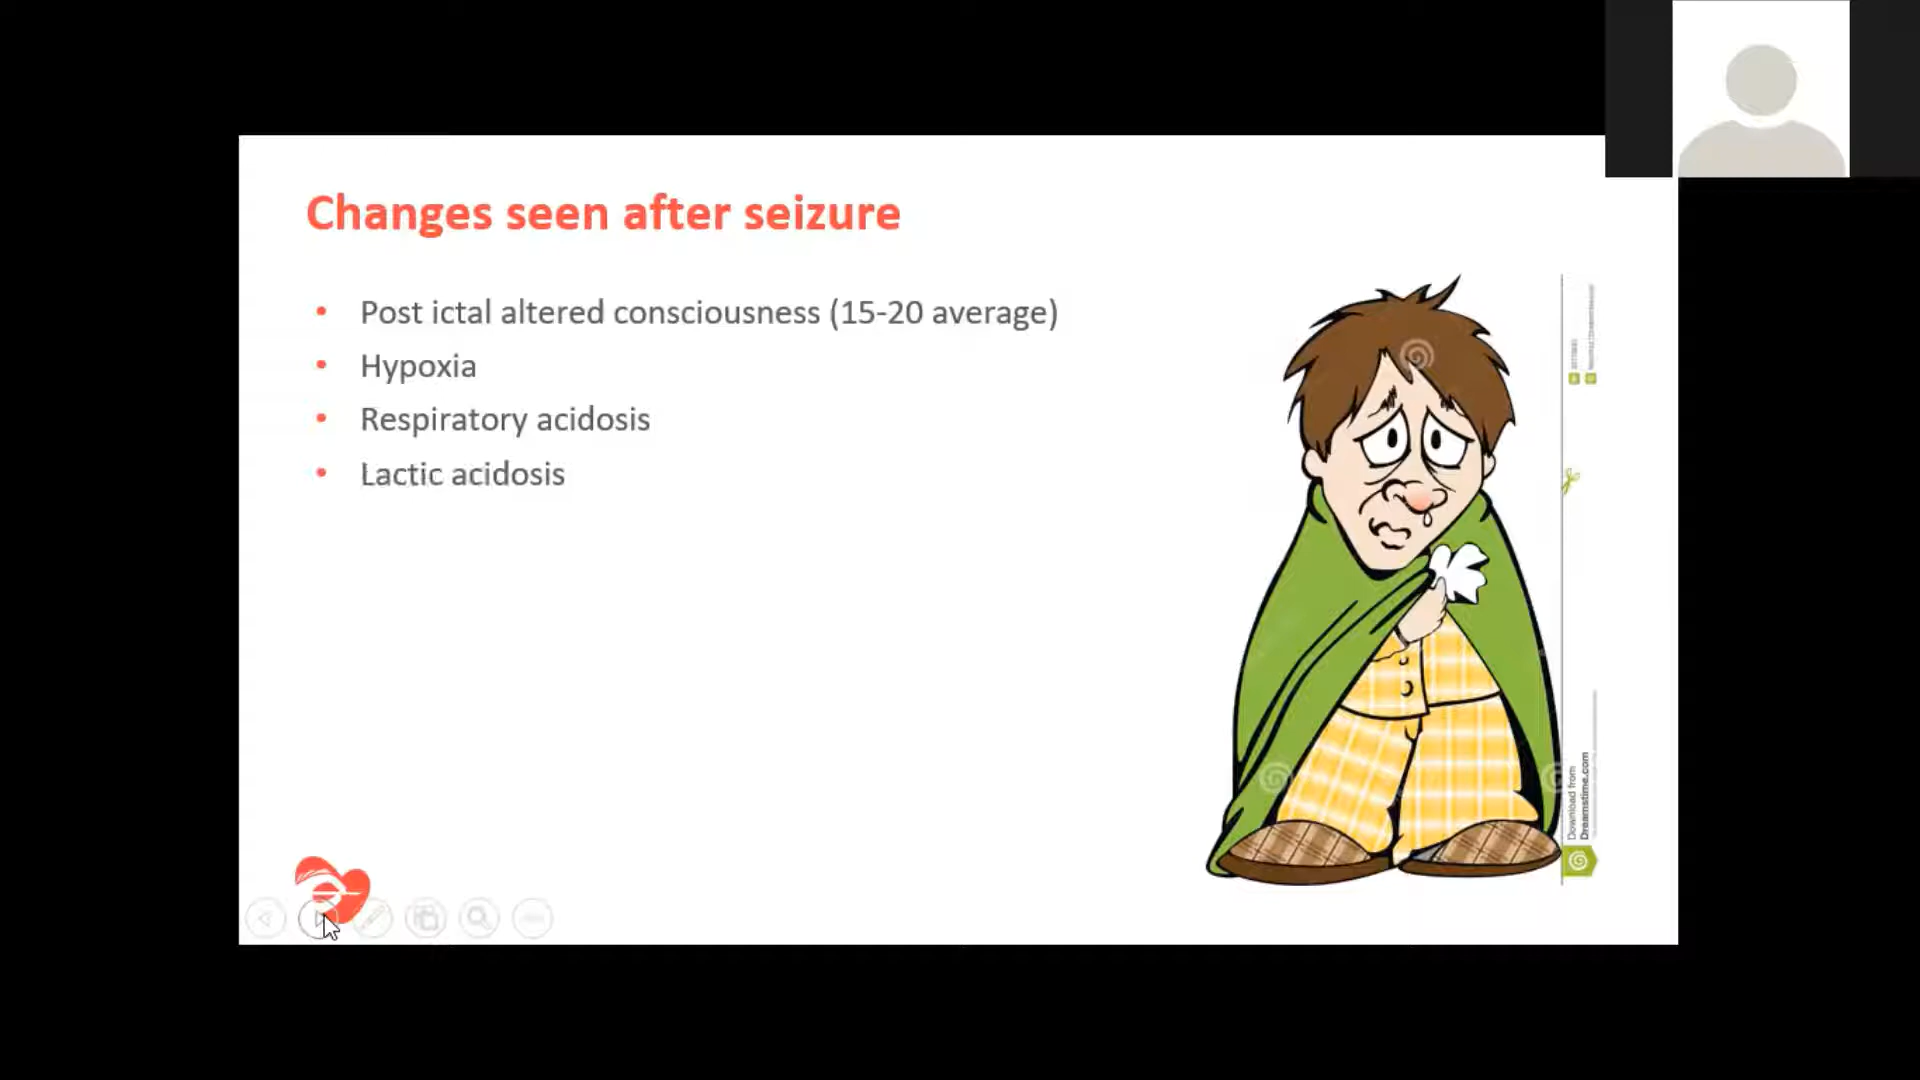 Changes seen after seizure
• Post ictal altered consciousness (15-20 average)
• Hypoxia
• Respiratory acidosis
• Lactic acidosis
Download from
Dreamstime.com